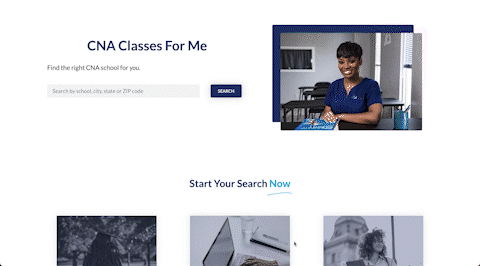 CNA Classes For Me
Find the right CNA school for you.
Search by school, city, state or ZIP code
SEARCH
Start Your Search Now